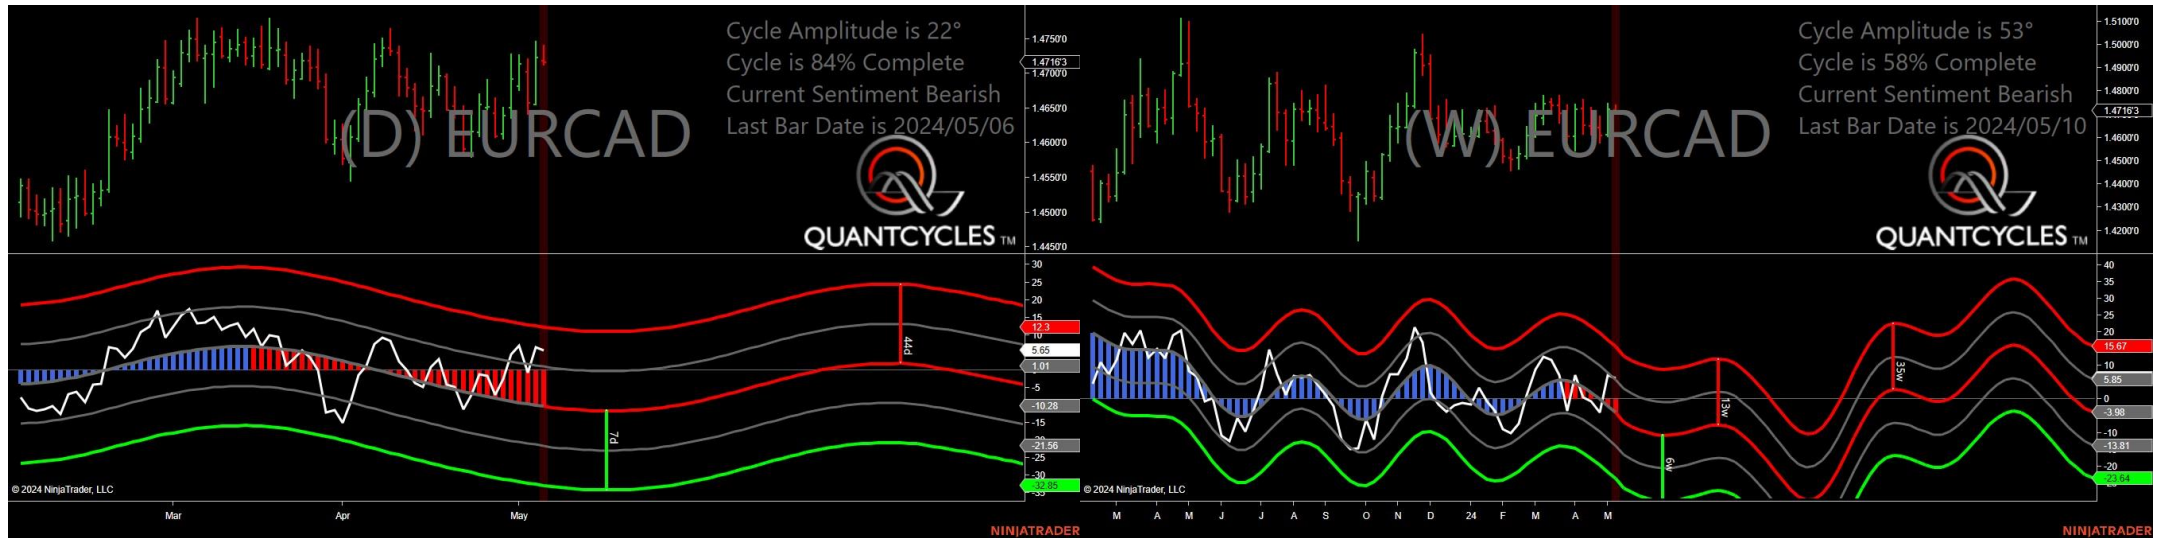 Cycle Amplitude is 22°
Cycle is 84% Complete
Current Sentiment Bearish
Last Bar Date is 2024/05/06
(D) EURCAD
QUANTCYCLES TM
1.4750'0
1.4716'3
1.4700'0
1.4650'0
1.4600'0
1.4550'0
1.4500'0
1.4450'0
30
25
20
15
12.3
5.65
1.01
-5
-10.28
-15
-21.56
-25
-30
-32.85
44d
7d
© 2024 NinjaTrader, LLC
Mar
Apr
May
NINJATRADER
Cycle Amplitude is 53°
Cycle is 58% Complete
Current Sentiment Bearish
Last Bar Date is 2024/05/10
(W) EURCAD
QUANTCYCLES TM
1.5100'0
1.5000'0
1.4900'0
1.4800'0
1.4716'3
1.4600'0
1.4500'0
1.4400'0
1.4300'0
1.4200'0
40
35
30
25
20
15.67
10
5.85
0
-3.98
-10
-13.81
-20
-23.64
13w
35w
6w
© 2024 NinjaTrader, LLC
M A M J J A S O N D 24 F M A M
NINJATRADER